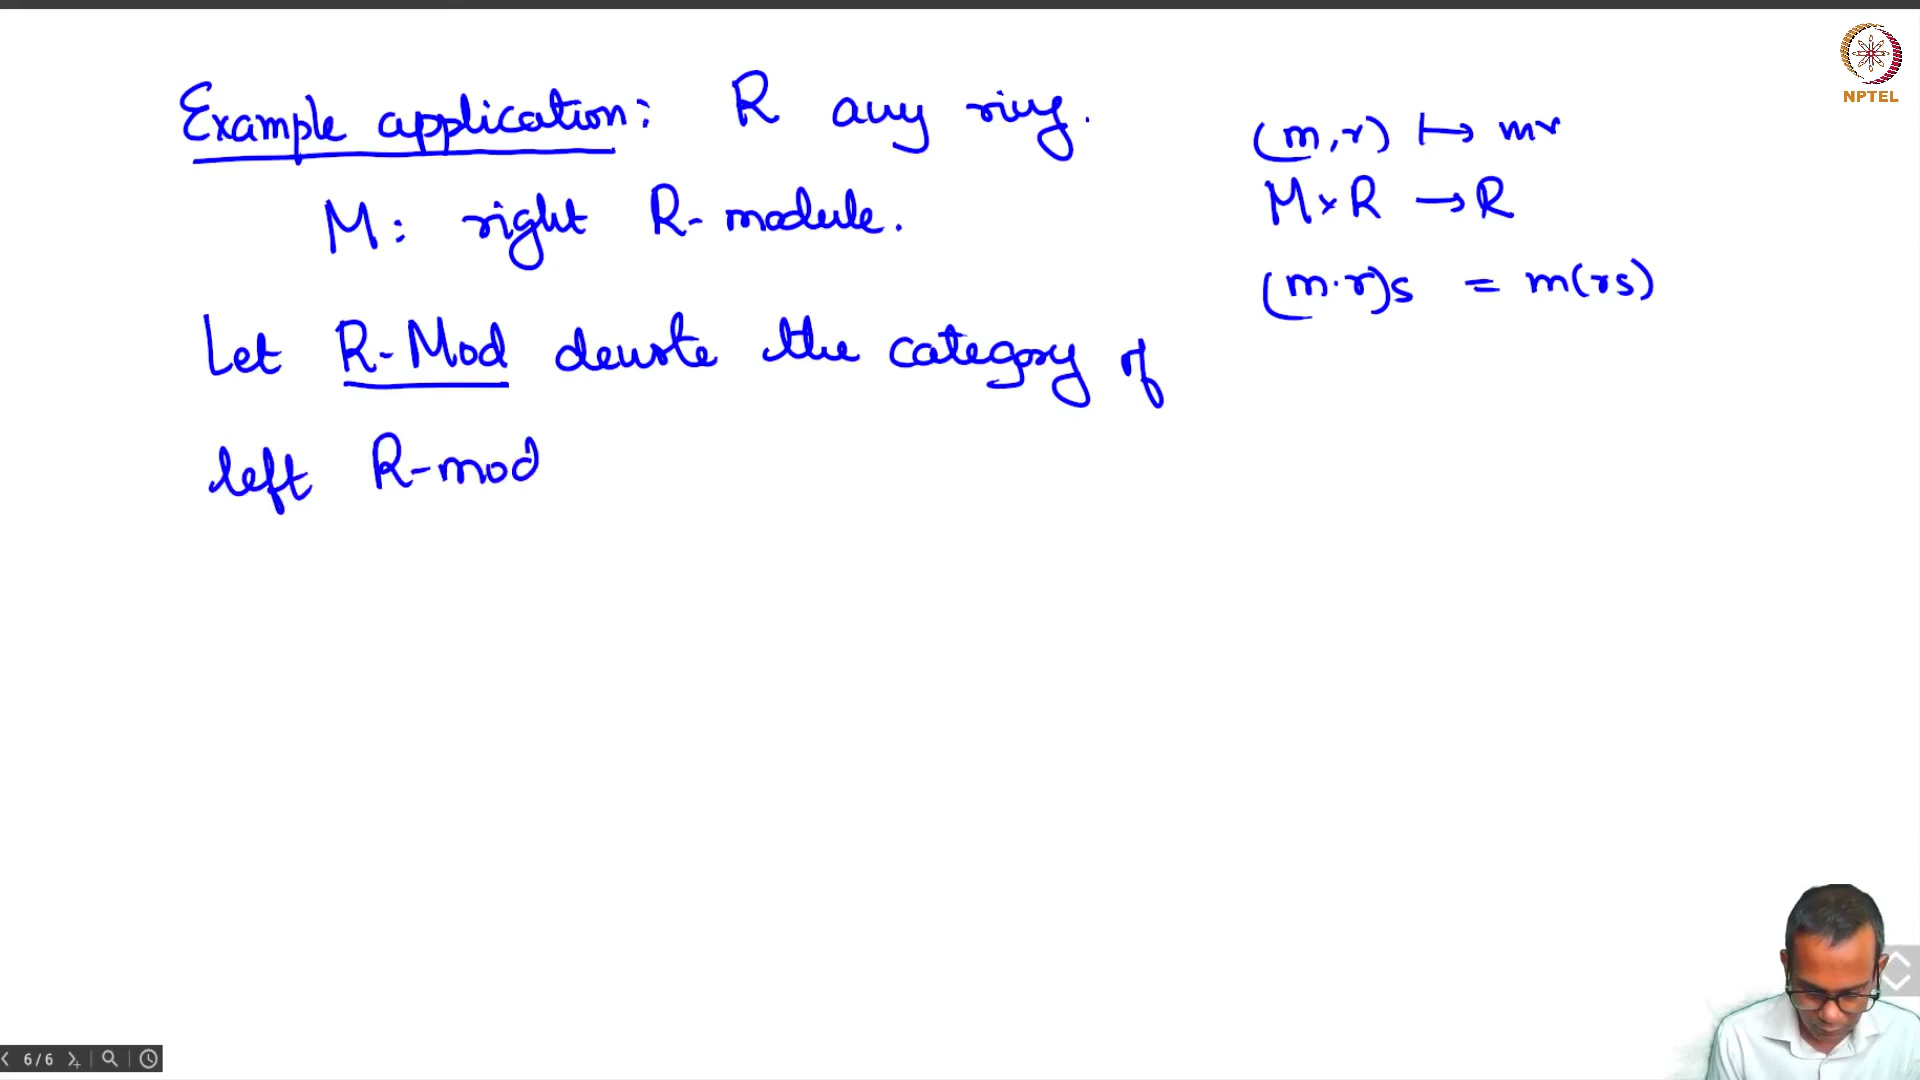 Example application: R any ring.
M: right R-module.
Let R-Mod denote the category of
left R-mod
(m,r) ↦ mr
M×R → R
(m·r)s = m(rs)
NPTEL
6/6